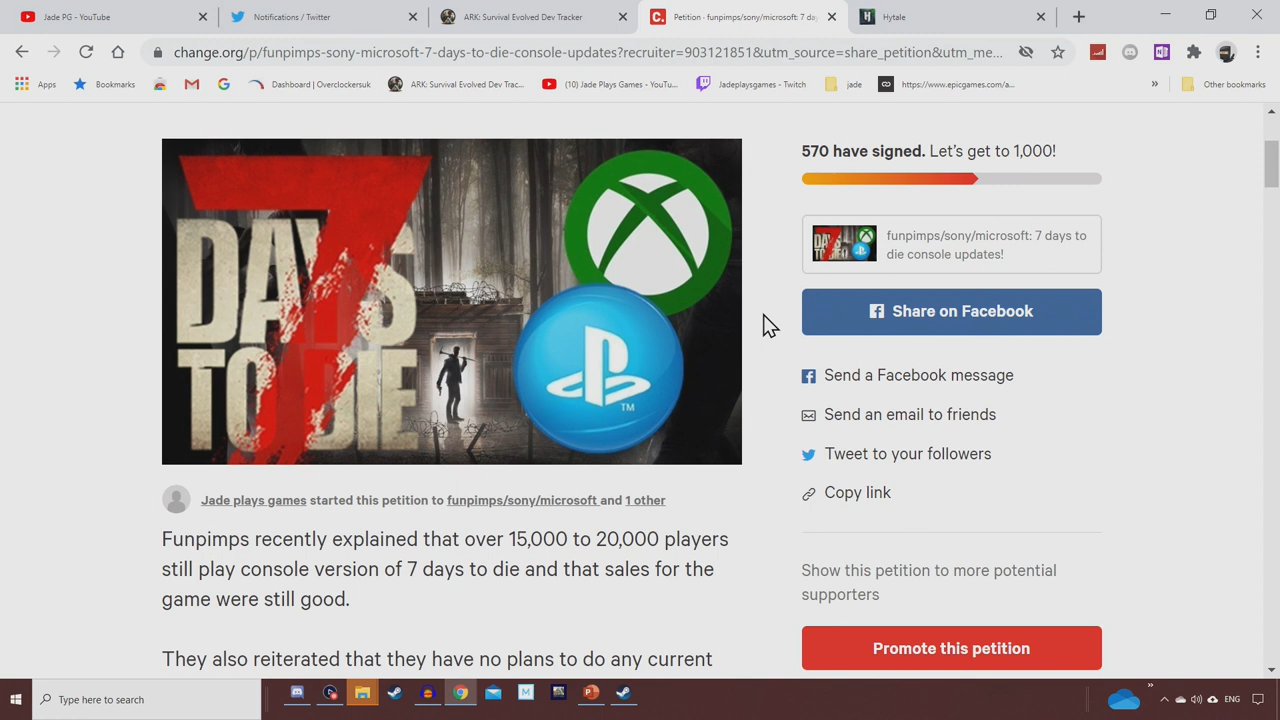 Jade PG - YouTube
Notifications / Twitter
ARK: Survival Evolved Dev Tracker
Petition · funpimps/sony/microsoft: 7 da
Hytale
change.org/p/funpimps-sony-microsoft-7-days-to-die-console-updates?recruiter=903121851&utm_source=share_petition&utm_me...
Apps
Bookmarks
Dashboard | Overclockersuk
ARK: Survival Evolved Dev Trac...
(10) Jade Plays Games - YouTu...
Jadeplaysgames - Twitch
jade
https://www.epicgames.com/a...
»
Other bookmarks
7
DAYS
TO DIE
TM
570 have signed. Let's get to 1,000!
DAYS
TO DIE
funpimps/sony/microsoft: 7 days to
die console updates!
Share on Facebook
Send a Facebook message
Send an email to friends
Tweet to your followers
Copy link
Jade plays games started this petition to funpimps/sony/microsoft and 1 other
Funpimps recently explained that over 15,000 to 20,000 players
still play console version of 7 days to die and that sales for the
game were still good.
They also reiterated that they have no plans to do any current
Show this petition to more potential
supporters
Promote this petition
Type here to search
M
ENG